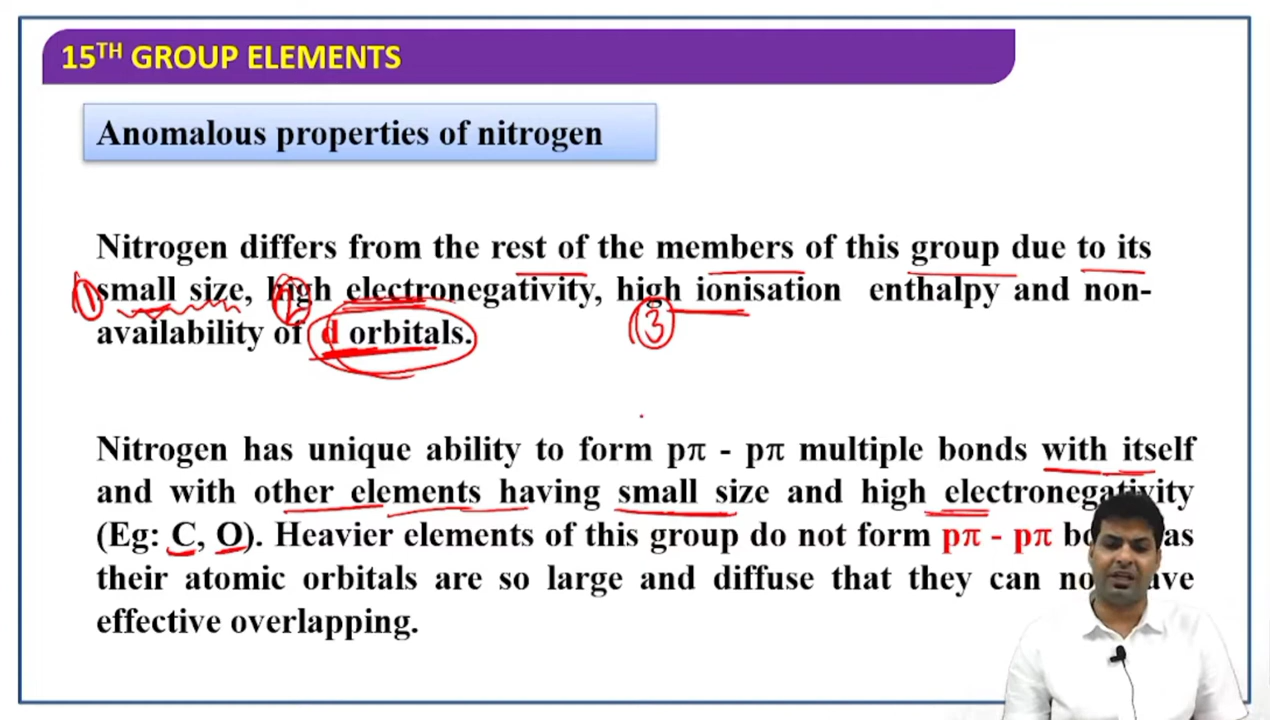 15TH GROUP ELEMENTS
Anomalous properties of nitrogen
Nitrogen differs from the rest of the members of this group due to its
small size, high electronegativity, high ionisation enthalpy and non-
availability of d orbitals.
1
2
3
Nitrogen has unique ability to form pπ - pπ multiple bonds with itself
and with other elements having small size and high electronegativity
(Eg: C, O). Heavier elements of this group do not form pπ - pπ as
their atomic orbitals are so large and diffuse that they can
effective overlapping.